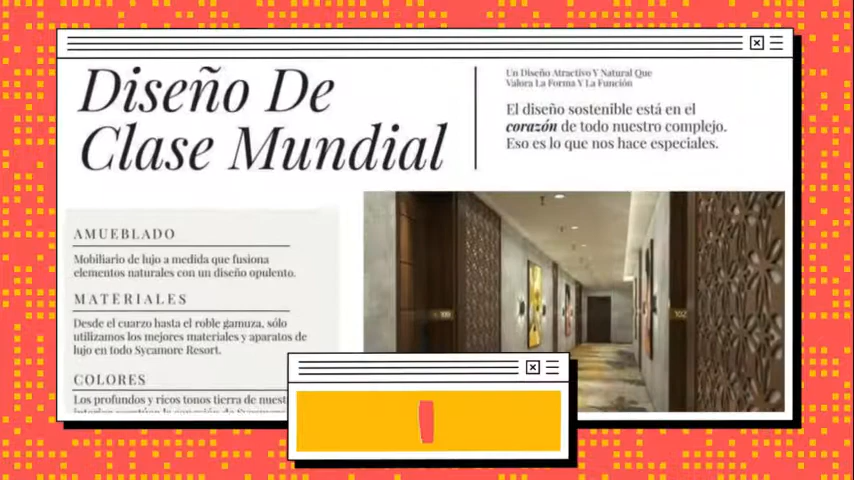 Diseño De
Clase Mundial
Un Diseño Atractivo Y Natural Que
Valora La Forma Y La Función
El diseño sostenible está en el
corazón de todo nuestro complejo.
Eso es lo que nos hace especiales.
AMUEBLADO
Mobiliario de lujo a medida que fusiona
elementos naturales con un diseño opulento.
MATERIALES
Desde el cuarzo hasta el roble gamuza, sólo
utilizamos los mejores materiales y aparatos de
lujo en todo Sycamore Resort.
102
COLORES
Los profundos y ricos tonos tierra de